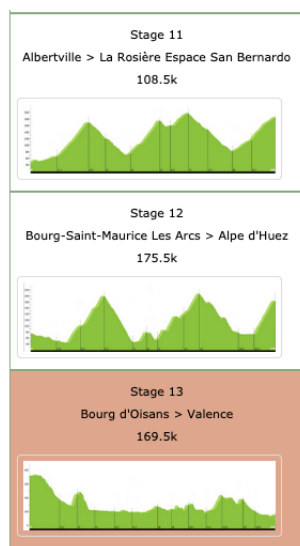 Stage 11
Albertville > La Rosière Espace San Bernardo
108.5k
Stage 12
Bourg-Saint-Maurice Les Arcs > Alpe d'Huez
175.5k
Stage 13
Bourg d'Oisans > Valence
169.5k